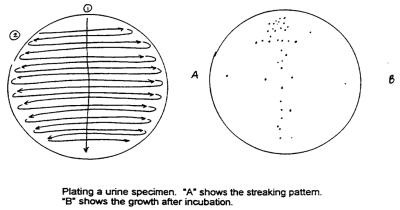 ①
②
A
B
Plating a urine specimen. "A" shows the streaking pattern.
"B" shows the growth after incubation.